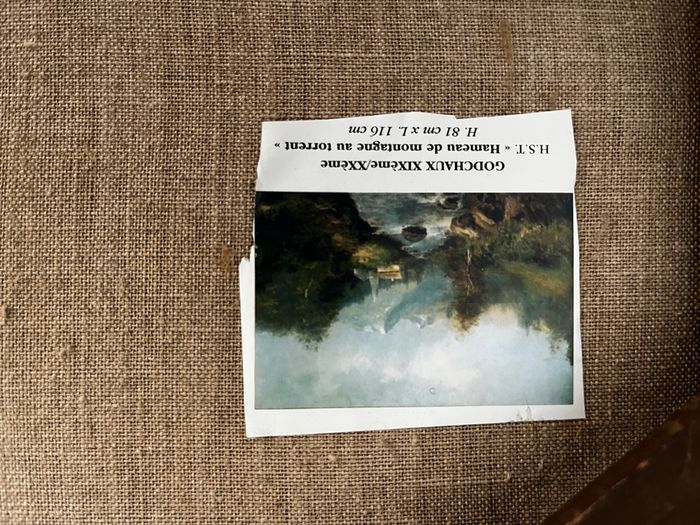 GODCHAUX XIXème/XXème
H.S.T. « Hameau de montagne au torrent »
H. 81 cm x L. 116 cm